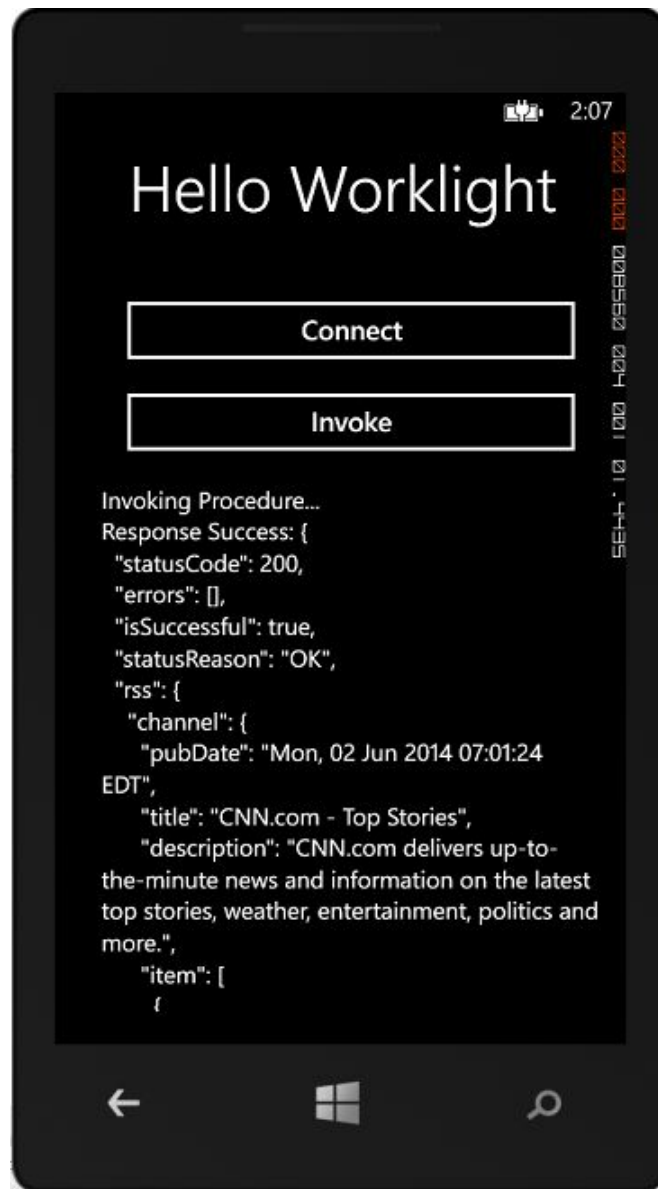 2:07
Hello Worklight
Connect
Invoke
Invoking Procedure...
Response Success: {
"statusCode": 200,
"errors": [],
"isSuccessful": true,
"statusReason": "OK",
"rss": {
"channel": {
"pubDate": "Mon, 02 Jun 2014 07:01:24
EDT",
"title": "CNN.com - Top Stories",
"description": "CNN.com delivers up-to-
the-minute news and information on the latest
top stories, weather, entertainment, politics and
more.",
"item": [
{